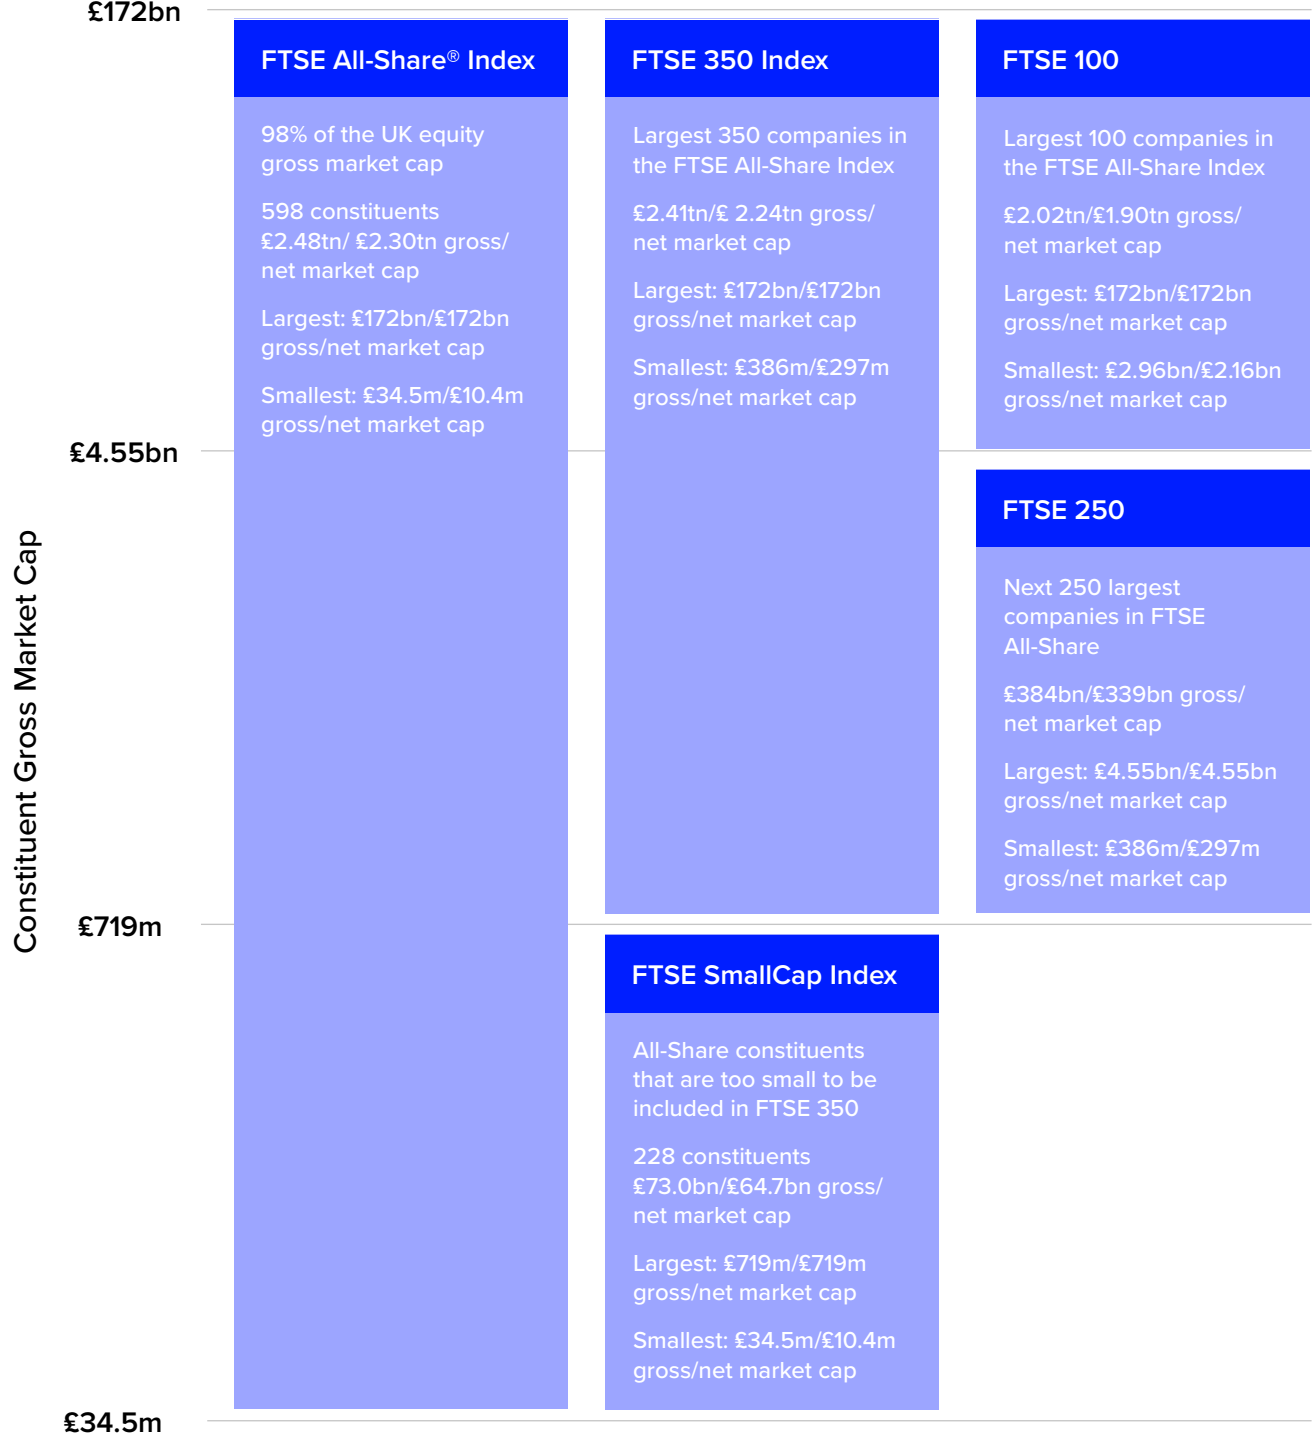 £172bn
FTSE All-Share® Index
98% of the UK equity
gross market cap
598 constituents
£2.48tn/ £2.30tn gross/
net market cap
Largest: £172bn/£172bn
gross/net market cap
Smallest: £34.5m/£10.4m
gross/net market cap
FTSE 350 Index
Largest 350 companies in
the FTSE All-Share Index
£2.41tn/£ 2.24tn gross/
net market cap
Largest: £172bn/£172bn
gross/net market cap
Smallest: £386m/£297m
gross/net market cap
FTSE 100
Largest 100 companies in
the FTSE All-Share Index
£2.02tn/£1.90tn gross/
net market cap
Largest: £172bn/£172bn
gross/net market cap
Smallest: £2.96bn/£2.16bn
gross/net market cap
£4.55bn
FTSE 250
Next 250 largest
companies in FTSE
All-Share
£384bn/£339bn gross/
net market cap
Largest: £4.55bn/£4.55bn
gross/net market cap
Smallest: £386m/£297m
gross/net market cap
Constituent Gross Market Cap
£719m
FTSE SmallCap Index
All-Share constituents
that are too small to be
included in FTSE 350
228 constituents
£73.0bn/£64.7bn gross/
net market cap
Largest: £719m/£719m
gross/net market cap
Smallest: £34.5m/£10.4m
gross/net market cap
£34.5m